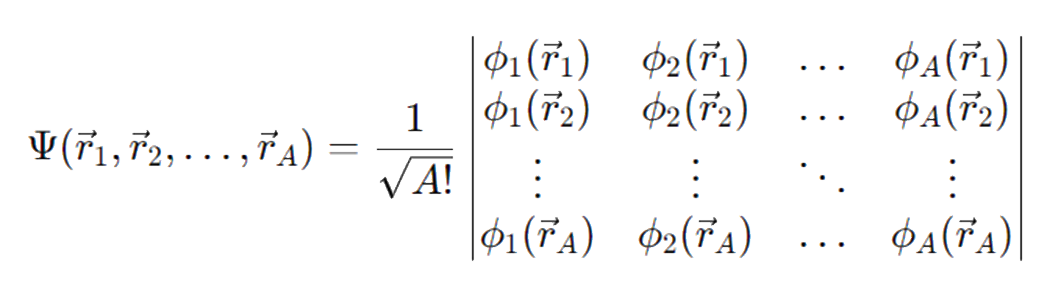 Ψ(r⃗₁, r⃗₂, …, r⃗_A) = 1/√A! |
ϕ₁(r⃗₁) ϕ₂(r⃗₁) … ϕ_A(r⃗₁)
ϕ₁(r⃗₂) ϕ₂(r⃗₂) … ϕ_A(r⃗₂)
⋮ ⋮ ⋱ ⋮
ϕ₁(r⃗_A) ϕ₂(r⃗_A) … ϕ_A(r⃗_A) |